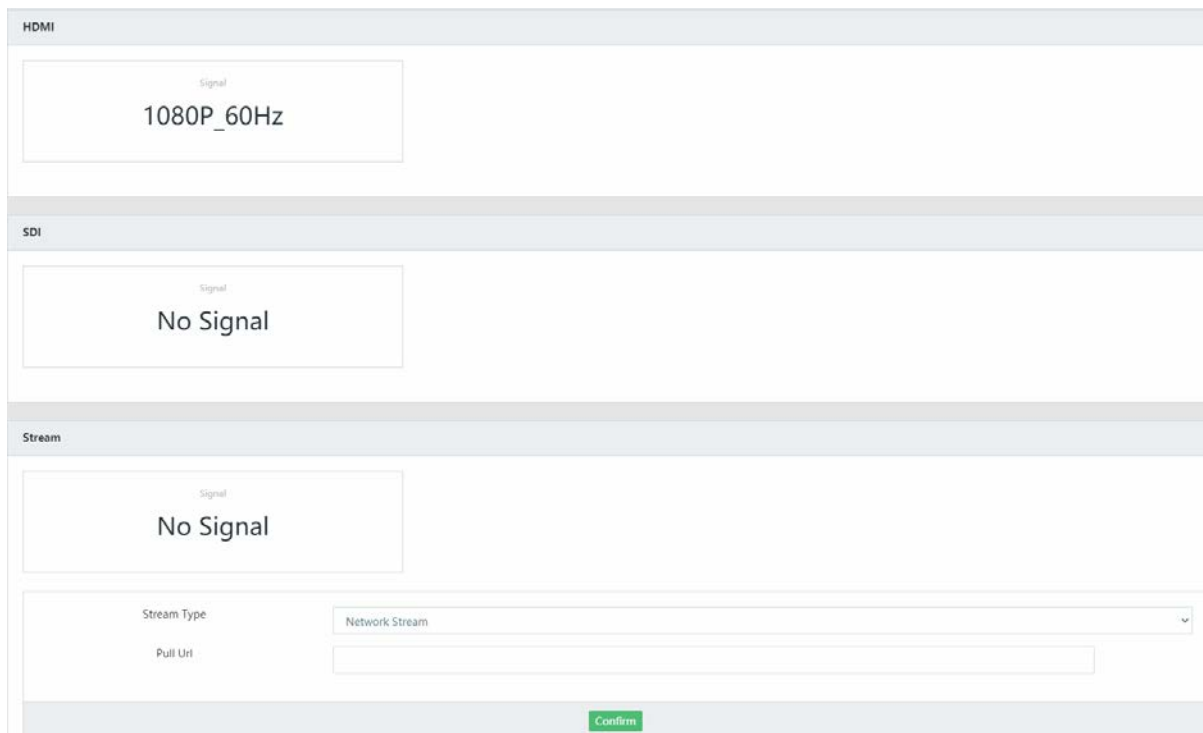 HDMI
Signal
1080P_60Hz
SDI
Signal
No Signal
Stream
Signal
No Signal
Stream Type
Network Stream
Pull Url
Confirm